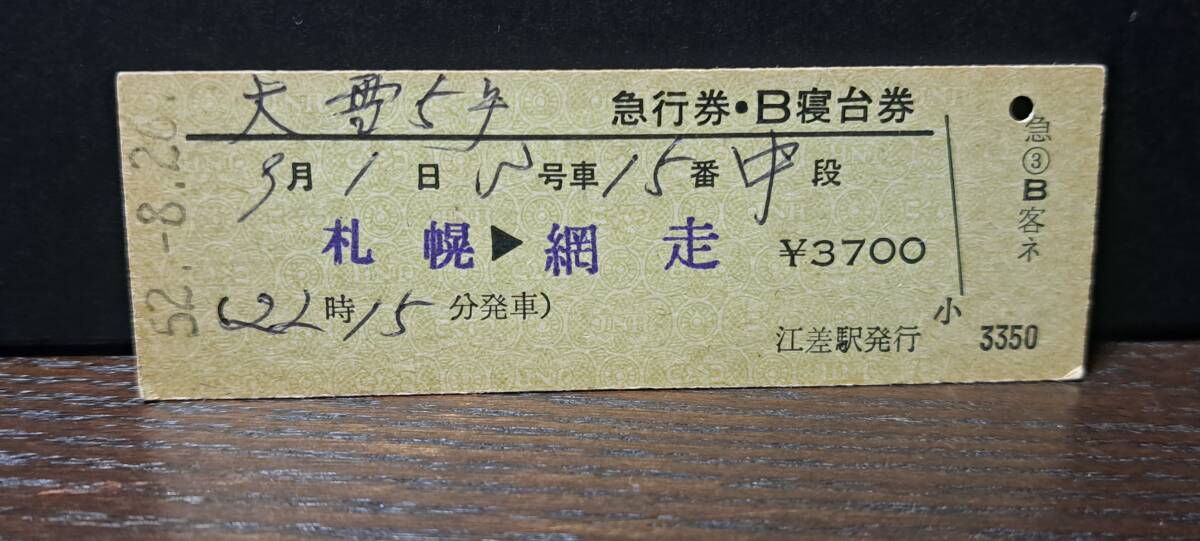 大雪5号 急行券・B寝台券
9月1日 号車15番中段
札幌▶網走 ¥3700
(22時15分発車)
江差駅発行
小
52.-8.20.
急
③
B
客
ネ
3350